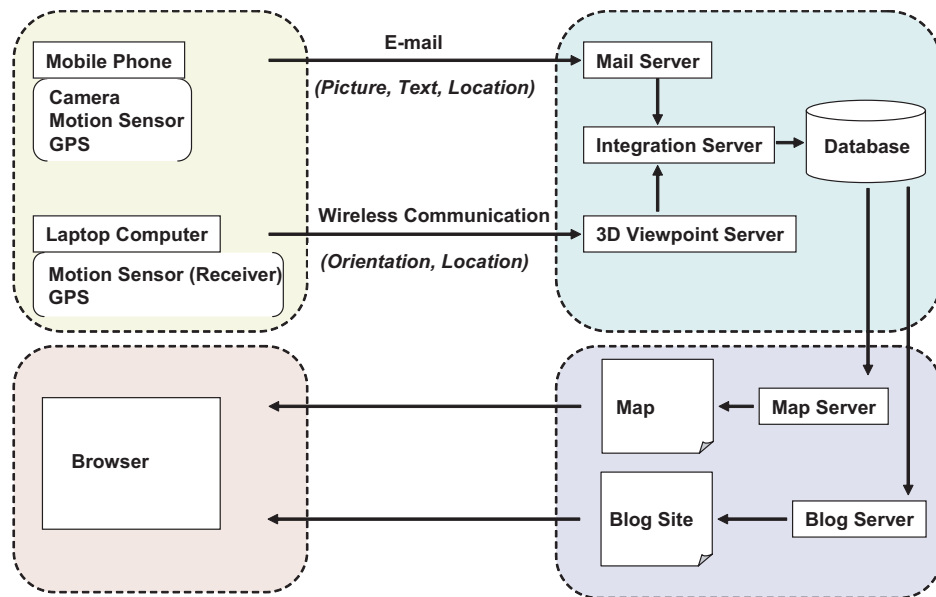 Mobile Phone
Camera
Motion Sensor
GPS
E-mail
(Picture, Text, Location)
Mail Server
Integration Server
Database
Laptop Computer
Motion Sensor (Receiver)
GPS
Wireless Communication
(Orientation, Location)
3D Viewpoint Server
Browser
Map
Map Server
Blog Site
Blog Server